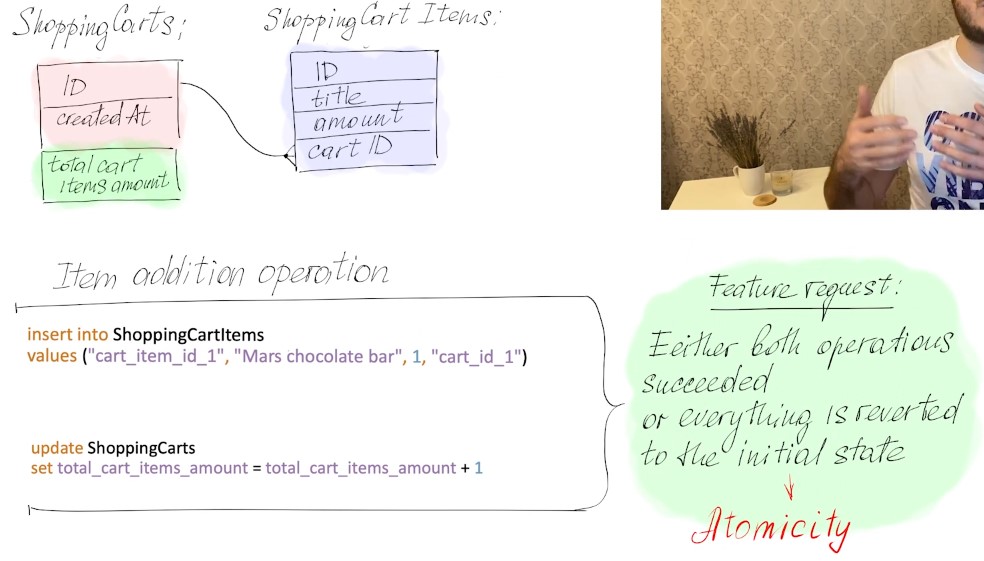 ShoppingCarts:
ShoppingCart Items:
ID
created At
total cart
items amount
ID
title
amount
cart ID
Item addition operation
insert into ShoppingCartItems
values ("cart_item_id_1", "Mars chocolate bar", 1, "cart_id_1")
update ShoppingCarts
set total_cart_items_amount = total_cart_items_amount + 1
Feature request:
Eeither both operations
succeeded
or everything is reverted
to the initial state
Atomicity